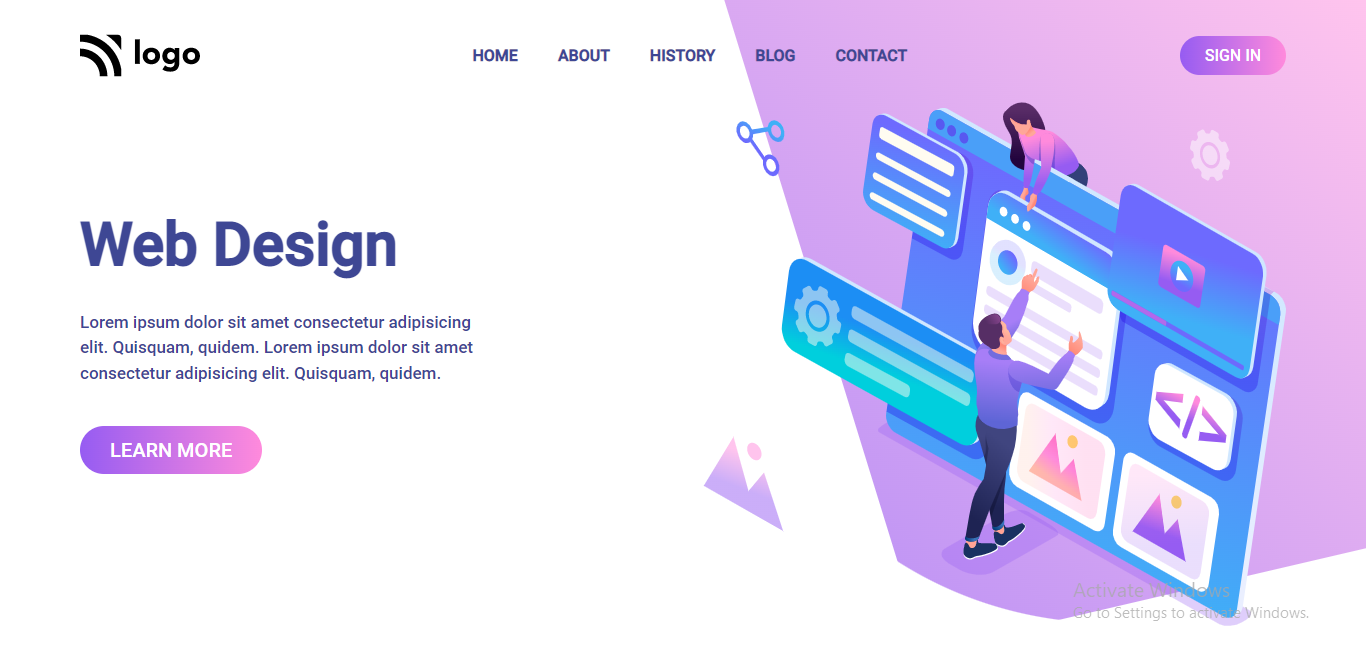 logo
HOME ABOUT HISTORY BLOG CONTACT
SIGN IN
Web Design
Lorem ipsum dolor sit amet consectetur adipisicing
elit. Quisquam, quidem. Lorem ipsum dolor sit amet
consectetur adipisicing elit. Quisquam, quidem.
LEARN MORE
</>
Activate Windows
Go to Settings to activate Windows.